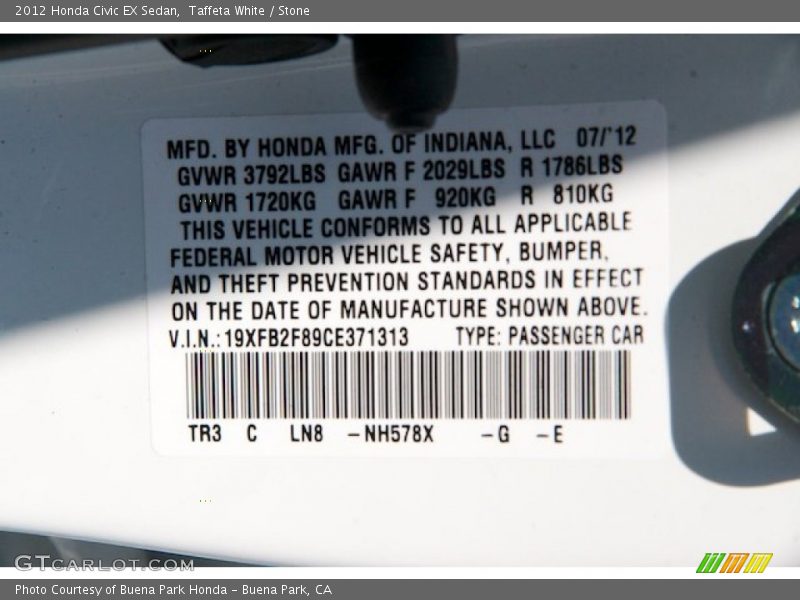 2012 Honda Civic EX Sedan,  Taffeta White / Stone
MFD. BY HONDA MFG. OF INDIANA, LLC 07/'12
GVWR 3792LBS GAWR F 2029LBS R 1786LBS
GVWR 1720KG GAWR F 920KG R 810KG
THIS VEHICLE CONFORMS TO ALL APPLICABLE
FEDERAL MOTOR VEHICLE SAFETY, BUMPER,
AND THEFT PREVENTION STANDARDS IN EFFECT
ON THE DATE OF MANUFACTURE SHOWN ABOVE.
V.I.N.: 19XFB2F89CE371313 TYPE: PASSENGER CAR
TR3 C LN8 -NH578X -G -E
GTCARLOT.COM
Photo Courtesy of Buena Park Honda - Buena Park, CA